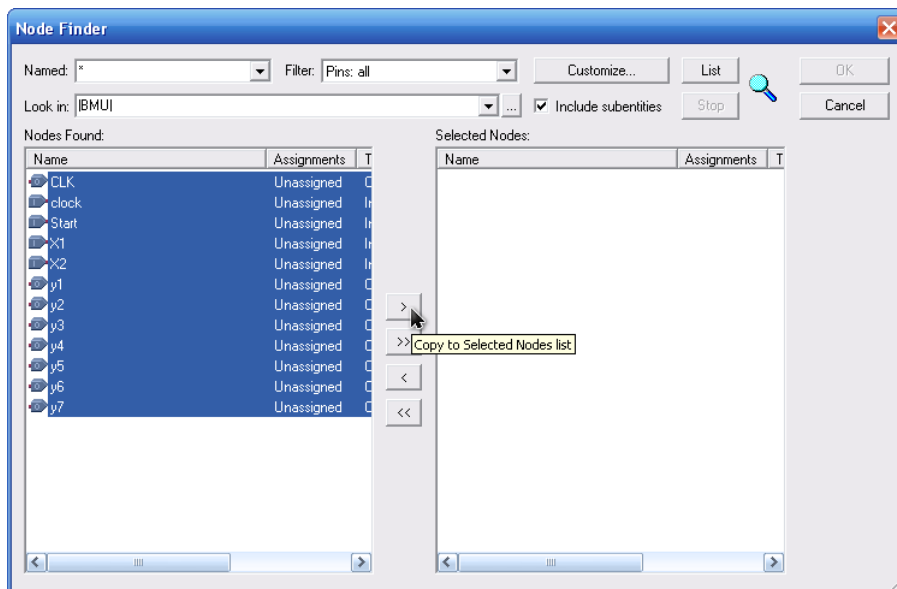 Node Finder
Named: * Filter: Pins: all Customize... List OK
Look in: |BMU| ... Include subentities Stop Cancel
Nodes Found: Selected Nodes:
Name Assignments T Name Assignments T
CLK Unassigned
clock Unassigned
Start Unassigned
X1 Unassigned
X2 Unassigned
y1 Unassigned
y2 Unassigned
y3 Unassigned
y4 Unassigned
y5 Unassigned
y6 Unassigned
y7 Unassigned
>
>> Copy to Selected Nodes list
<
<<